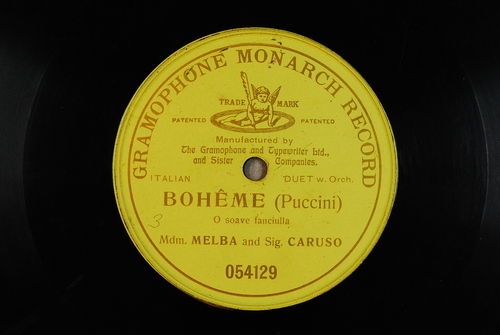 GRAMOPHONE MONARCH RECORD
TRADE MARK
PATENTED PATENTED
Manufactured by
The Gramophone and Typewriter Ltd.,
and Sister Companies.
ITALIAN DUET w. Orch.
BOHÊME (Puccini)
O soave fanciulla
3
Mdm. MELBA and Sig. CARUSO
054129